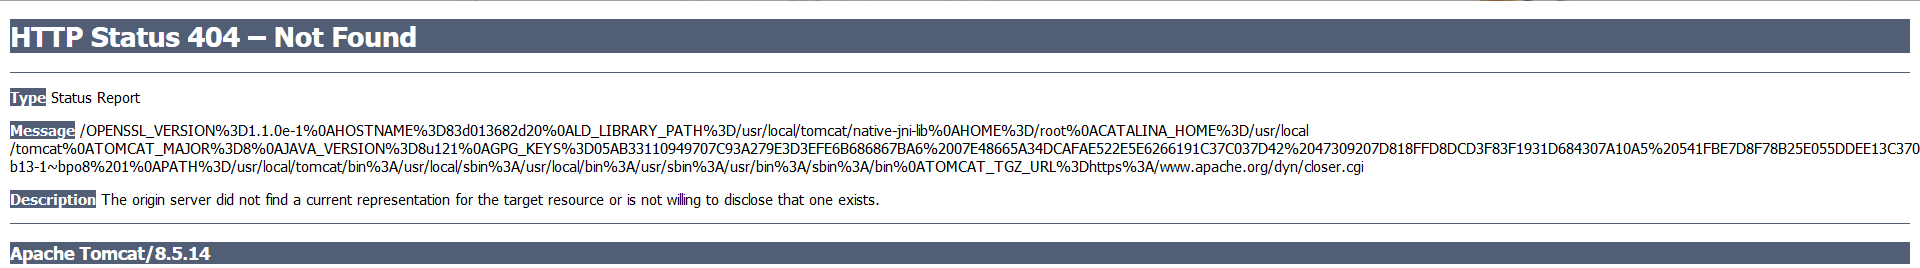 HTTP Status 404 – Not Found
Type Status Report
Message /OPENSSL_VERSION%3D1.1.0e-1%0AHOSTNAME%3D83d013682d20%0ALD_LIBRARY_PATH%3D/usr/local/tomcat/native-jni-lib%0AHOME%3D/root%0ACATALINA_HOME%3D/usr/local
/tomcat%0ATOMCAT_MAJOR%3D8%0AJAVA_VERSION%3D8u121%0AGPG_KEYS%3D05AB33110949707C93A279E3D3EFE6B686867BA6%2007E48665A34DCAFAE522E5E6266191C37C037D42%2047309207D818FFD8DCD3F83F1931D684307A10A5%20541FBE7D8F78B25E055DDEE13C370
b13-1~bpo8%201%0APATH%3D/usr/local/tomcat/bin%3A/usr/local/sbin%3A/usr/local/bin%3A/usr/sbin%3A/usr/bin%3A/sbin%3A/bin%0ATOMCAT_TGZ_URL%3Dhttps%3A/www.apache.org/dyn/closer.cgi
Description The origin server did not find a current representation for the target resource or is not willing to disclose that one exists.
Apache Tomcat/8.5.14